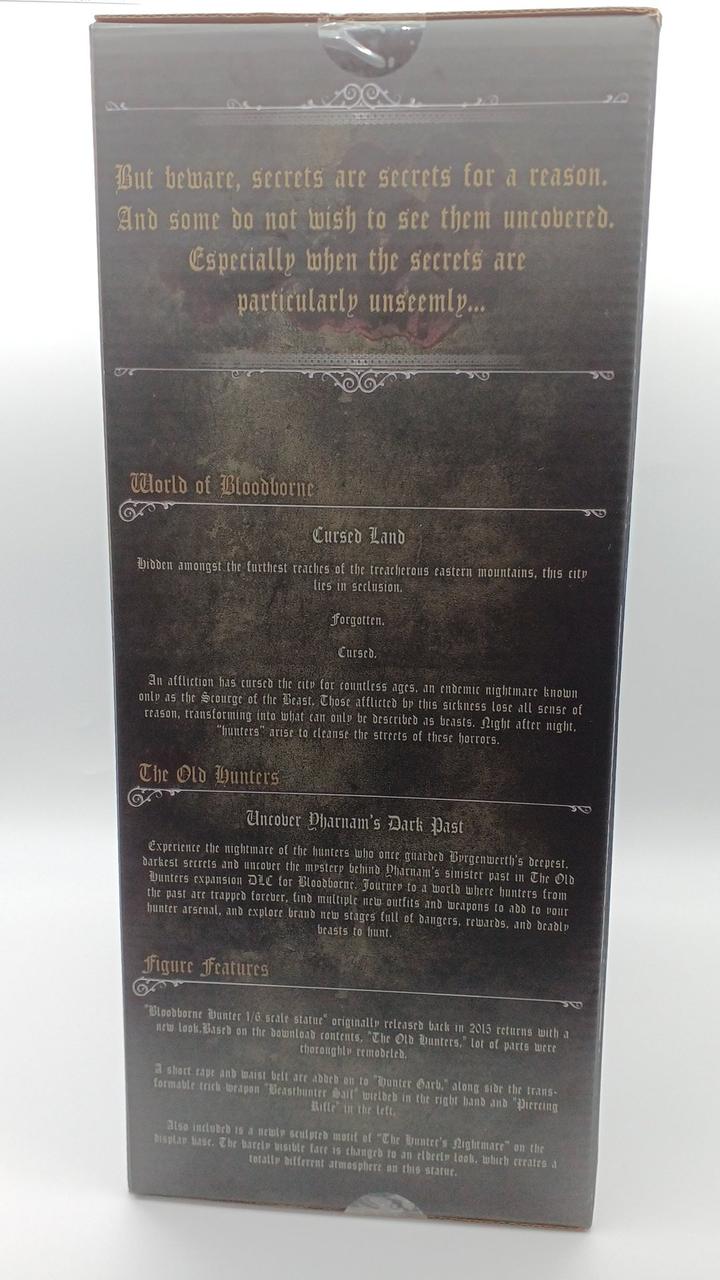 But beware, secrets are secrets for a reason.
And some do not wish to see them uncovered.
Especially when the secrets are
particularly unseemly...
World of Bloodborne
Cursed Land
Hidden amongst the furthest reaches of the treacherous eastern mountains, this city
lies in seclusion.
Forgotten.
Cursed.
An affliction has cursed the city for countless ages, an endemic nightmare known
only as the Scourge of the Beast. Those afflicted by this sickness lose all sense of
reason, transforming into what can only be described as beasts. Night after night,
"hunters" arise to cleanse the streets of these horrors.
The Old Hunters
Uncover Yharnam's Dark Past
Experience the nightmare of the hunters who once guarded Byrgenwerth's deepest,
darkest secrets and uncover the mystery behind Yharnam's sinister past in The Old
Hunters expansion DLC for Bloodborne. Journey to a world where hunters from
the past are trapped forever, find multiple new outfits and weapons to add to your
hunter arsenal, and explore brand new stages full of dangers, rewards, and deadly
beasts to hunt.
Figure Features
"Bloodborne Hunter 1/6 scale statue" originally released back in 2015 returns with a
new look.Based on the download contents, "The Old Hunters," lot of parts were
thoroughly remodeled.
A short cape and waist belt are added on to "Hunter Garb," along side the trans-
formable trick weapon "Beasthunter Saif" wielded in the right hand and "Piercing
Rifle" in the left.
Also included is a newly sculpted motif of "The Hunter's Nightmare" on the
display base. The barely visible face is changed to an elderly look, which creates a
totally different atmosphere on this statue.